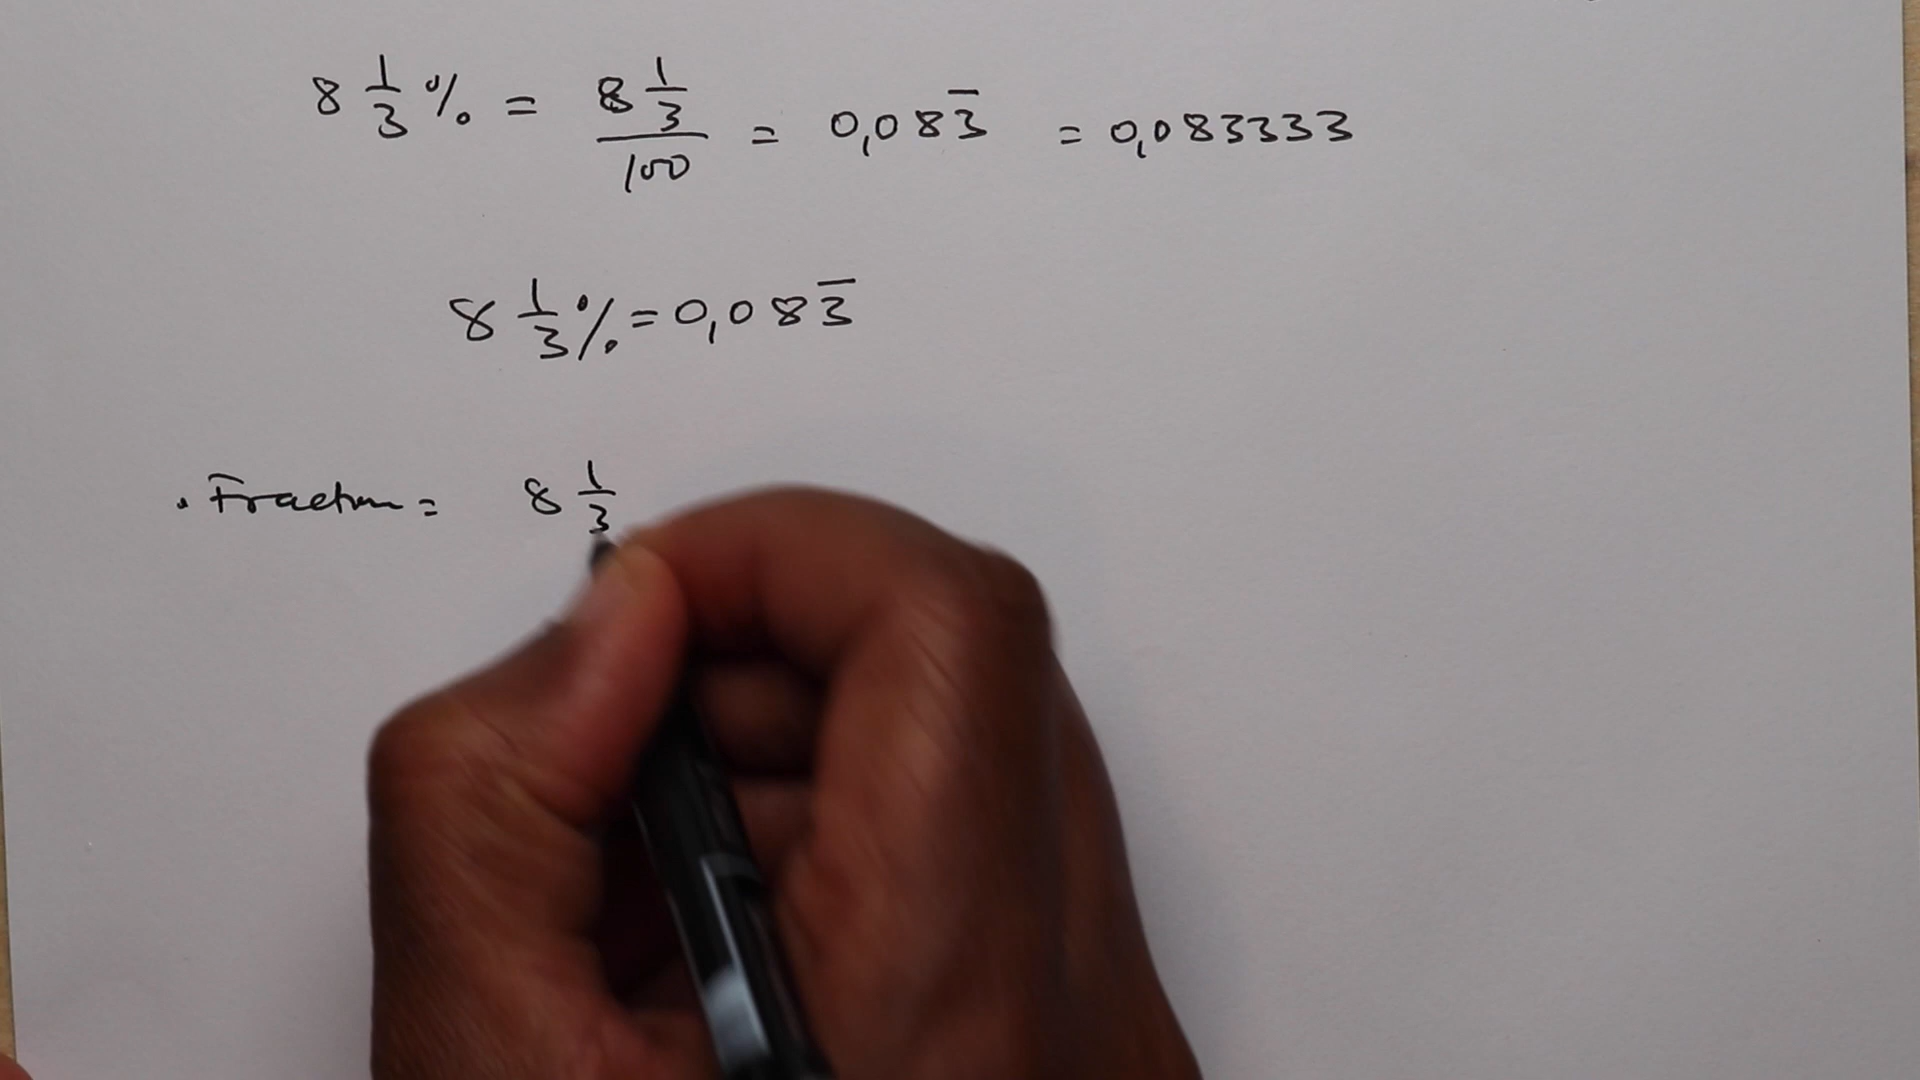 8 1/3 % = 8 1/3 / 100 = 0,083̅ = 0,083333
8 1/3 % = 0,083̅
. Fraction = 8 1/3